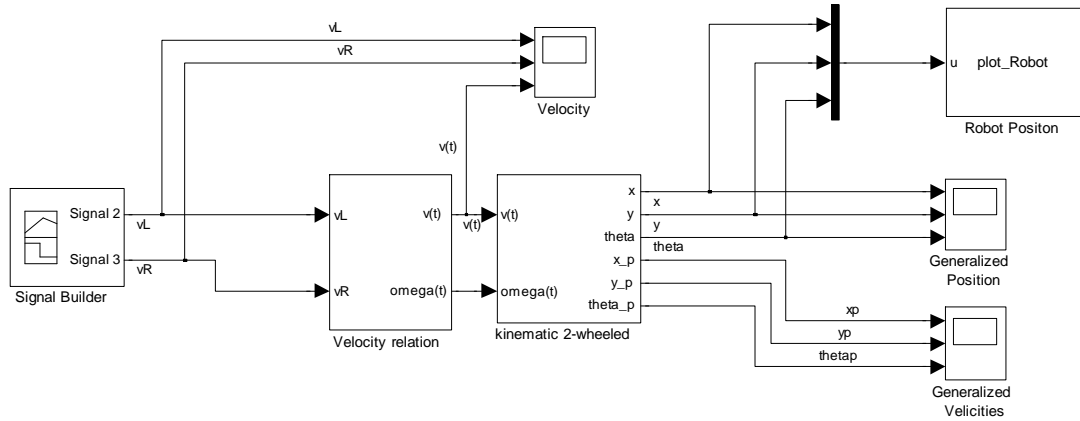 vL
vR
Velocity
u
plot_Robot
Robot Positon
v(t)
Signal 2
vL
Signal 3
vR
Signal Builder
vL
v(t)
vR
omega(t)
Velocity relation
v(t)
v(t)
omega(t)
x
y
theta
x_p
y_p
theta_p
kinematic 2-wheeled
x
y
theta
Generalized
Position
xp
yp
thetap
Generalized
Velicities